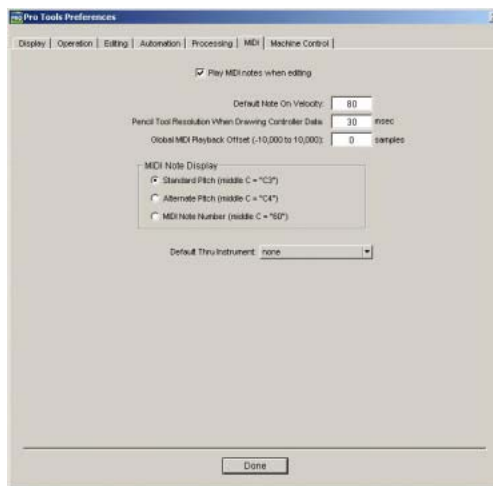 PRO Pro Tools Preferences
Display Operation Editing Automation Processing MIDI Machine Control
Play MIDI notes when editing
Default Note On Velocity: 80
Pencil Tool Resolution When Drawing Controller Data: 30 msec
Global MIDI Playback Offset (-10,000 to 10,000): 0 samples
MIDI Note Display
Standard Pitch (middle C = "C3")
Alternate Pitch (middle C = "C4")
MIDI Note Number (middle C = "60")
Default Thru Instrument: none
Done